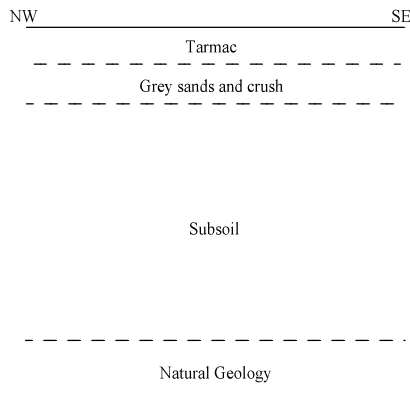 NW SE
Tarmac
Grey sands and crush
Subsoil
Natural Geology